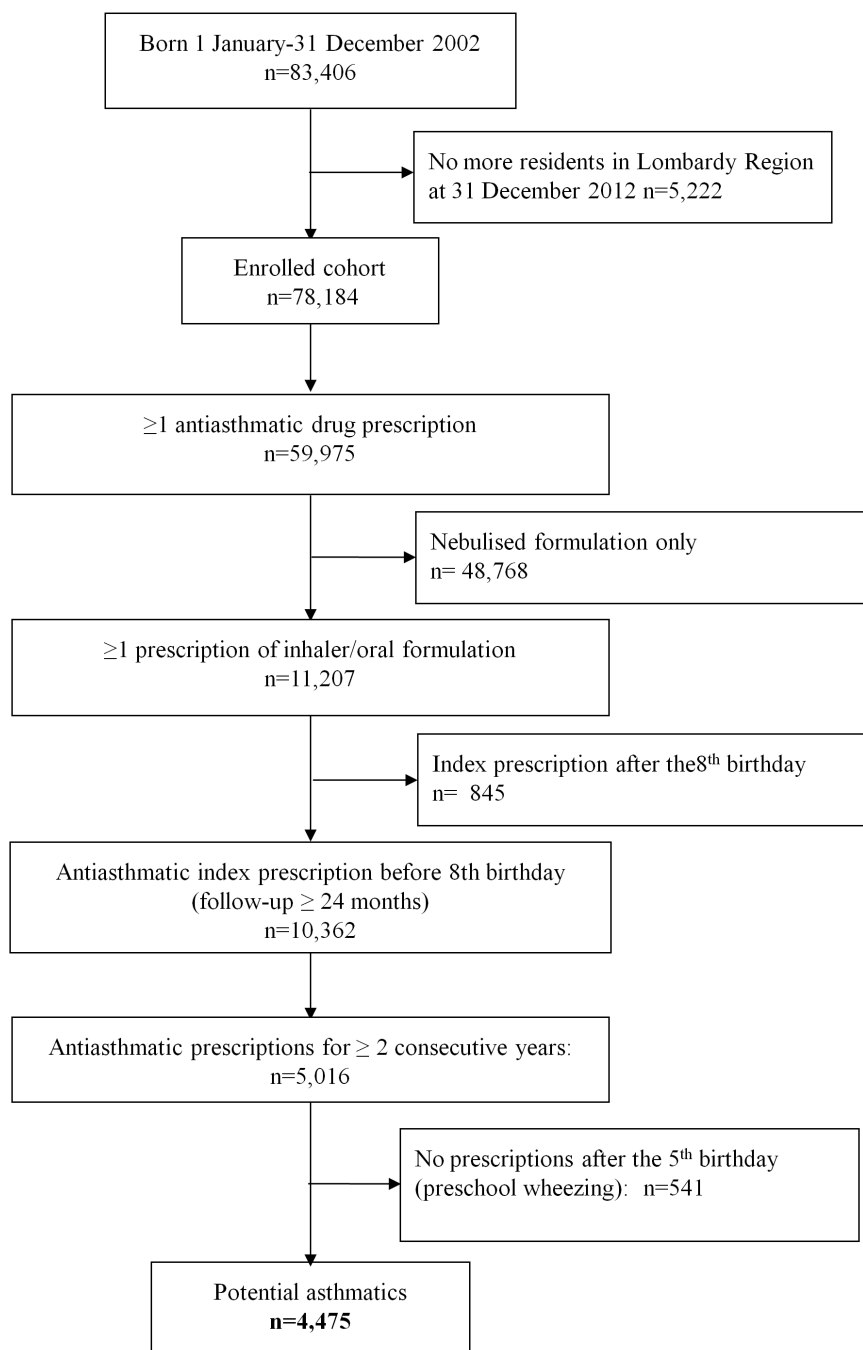 Born 1 January-31 December 2002
n=83,406
No more residents in Lombardy Region
at 31 December 2012 n=5,222
Enrolled cohort
n=78,184
≥1 antiasthmatic drug prescription
n=59,975
Nebulised formulation only
n= 48,768
≥1 prescription of inhaler/oral formulation
n=11,207
Index prescription after the8th birthday
n= 845
Antiasthmatic index prescription before 8th birthday
(follow-up ≥ 24 months)
n=10,362
Antiasthmatic prescriptions for ≥ 2 consecutive years:
n=5,016
No prescriptions after the 5th birthday
(preschool wheezing): n=541
Potential asthmatics
n=4,475